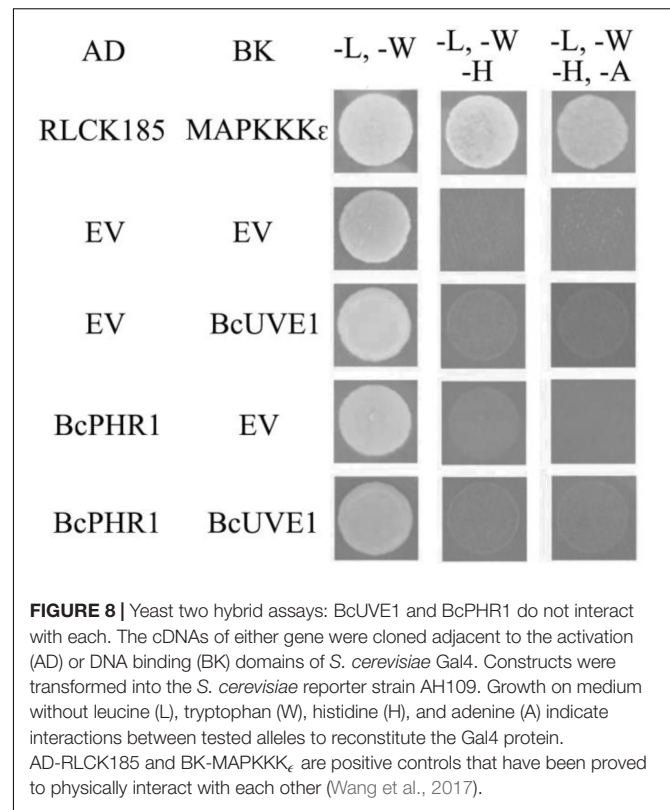 AD BK -L, -W -L, -W -L, -W
-H -H, -A
RLCK185 MAPKKKε
EV EV
EV BcUVE1
BcPHR1 EV
BcPHR1 BcUVE1
FIGURE 8 | Yeast two hybrid assays: BcUVE1 and BcPHR1 do not interact
with each. The cDNAs of either gene were cloned adjacent to the activation
(AD) or DNA binding (BK) domains of S. cerevisiae Gal4. Constructs were
transformed into the S. cerevisiae reporter strain AH109. Growth on medium
without leucine (L), tryptophan (W), histidine (H), and adenine (A) indicate
interactions between tested alleles to reconstitute the Gal4 protein.
AD-RLCK185 and BK-MAPKKKϵ are positive controls that have been proved
to physically interact with each other (Wang et al., 2017).